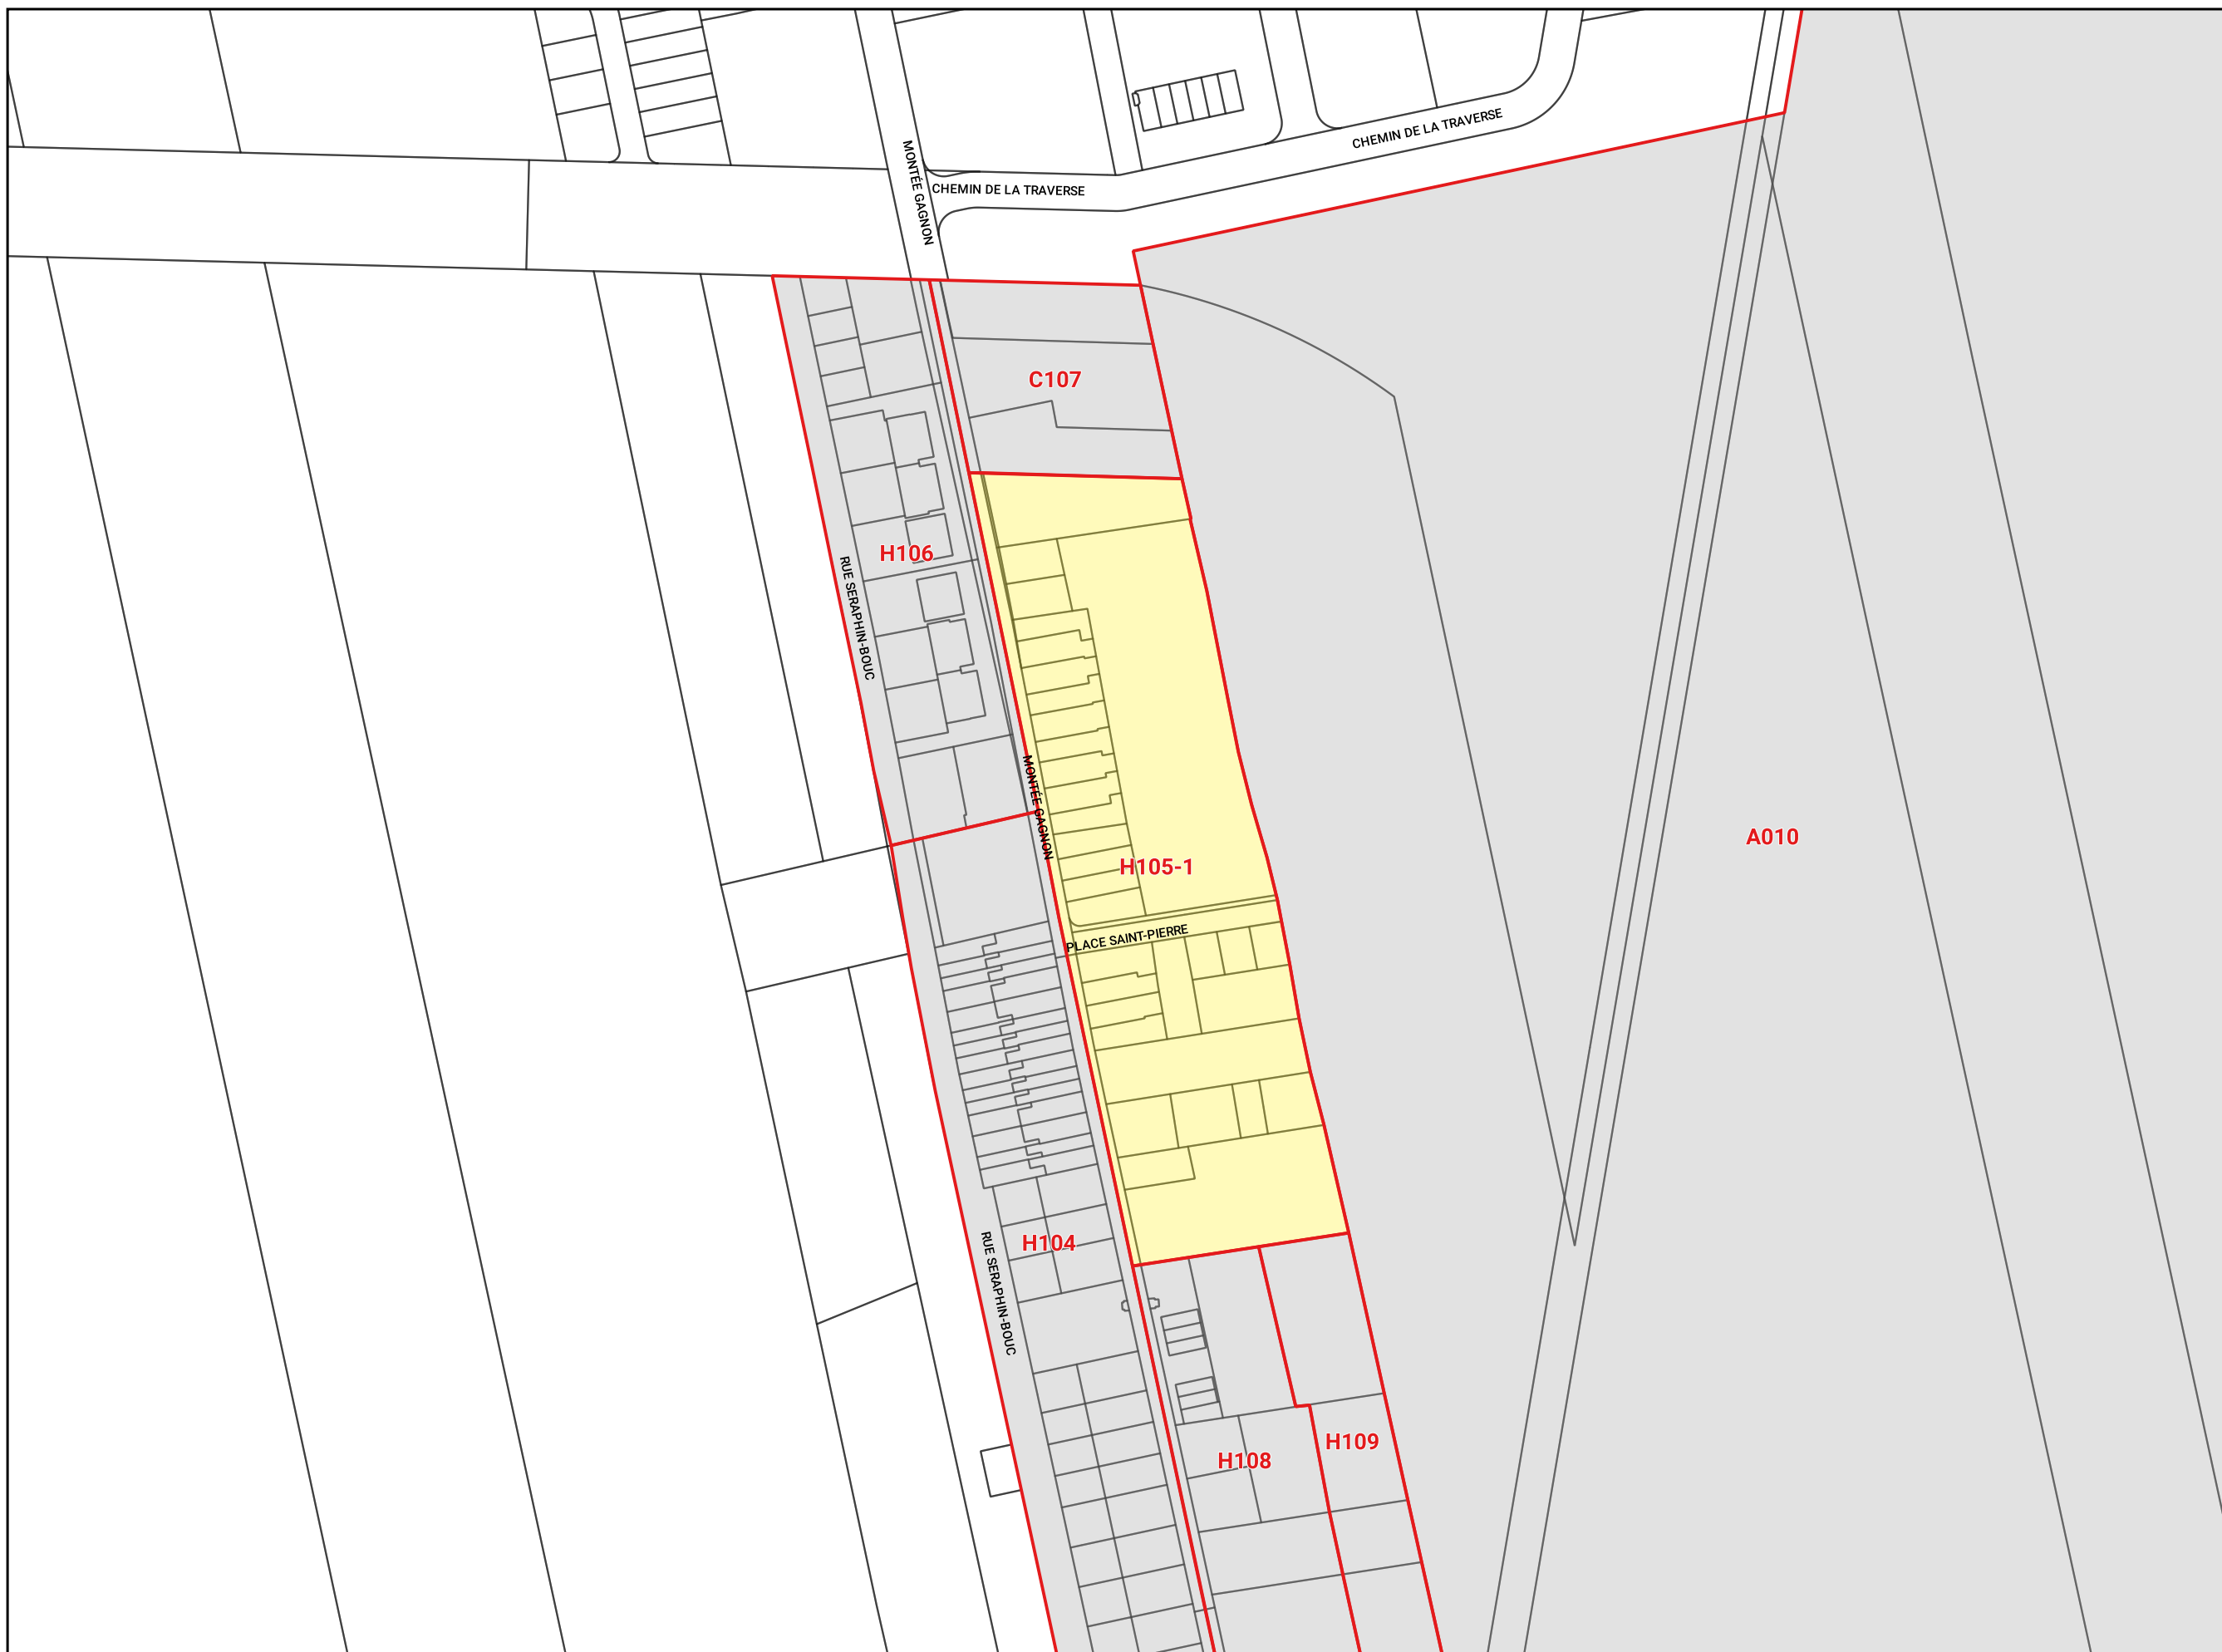 CHEMIN DE LA TRAVERSE
MONTÉE GAGNON
CHEMIN DE LA TRAVERSE
C107
H106
RUE SERAPHIN-BOUC
MONTÉE GAGNON
A010
H105-1
PLACE SAINT-PIERRE
H104
RUE SERAPHIN-BOUC
H109
H108